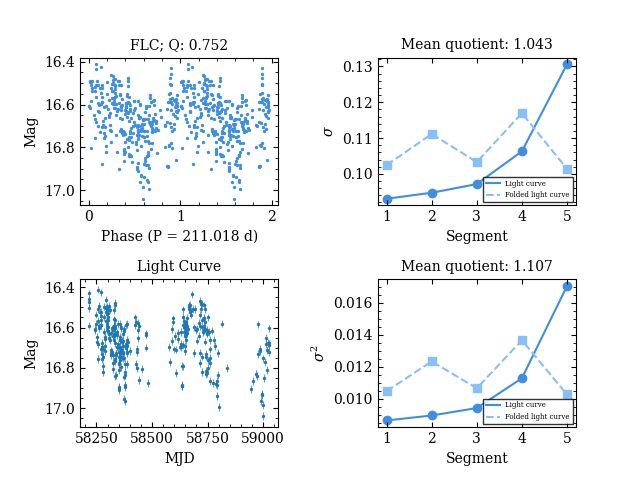 FLC; Q: 0.752
Mag
16.4
16.6
16.8
17.0
0
1
2
Phase (P = 211.018 d)
Mean quotient: 1.043
σ
0.13
0.12
0.11
0.10
Light curve
Folded light curve
1
2
3
4
5
Segment
Light Curve
Mag
16.4
16.6
16.8
17.0
58250
58500
58750
59000
MJD
Mean quotient: 1.107
σ²
0.016
0.014
0.012
0.010
Light curve
Folded light curve
1
2
3
4
5
Segment